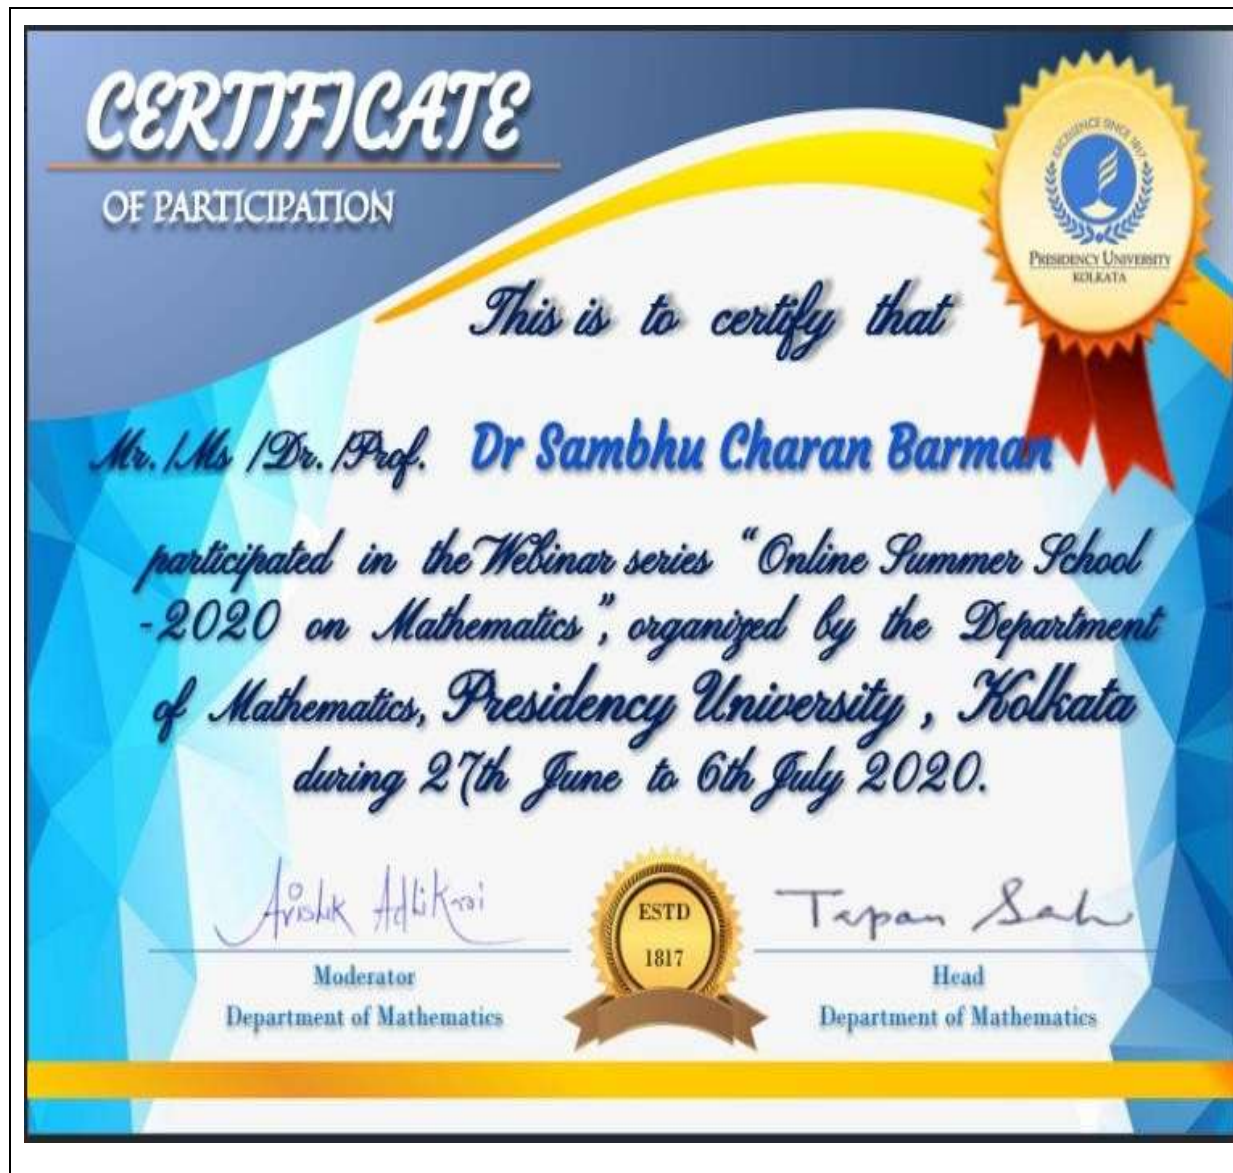 CERTIFICATE
OF PARTICIPATION
EXCELLENCE SINCE 1817
PRESIDENCY UNIVERSITY
KOLKATA
This is to certify that
Mr. /Ms /Dr. /Prof. Dr Sambhu Charan Barman
participated in the Webinar series “Online Summer School
-2020 on Mathematics”, organized by the Department
of Mathematics, Presidency University , Kolkata
during 27th June to 6th July 2020.
Avishek Adhikari
Tapan Saha
ESTD
1817
Moderator
Department of Mathematics
Head
Department of Mathematics